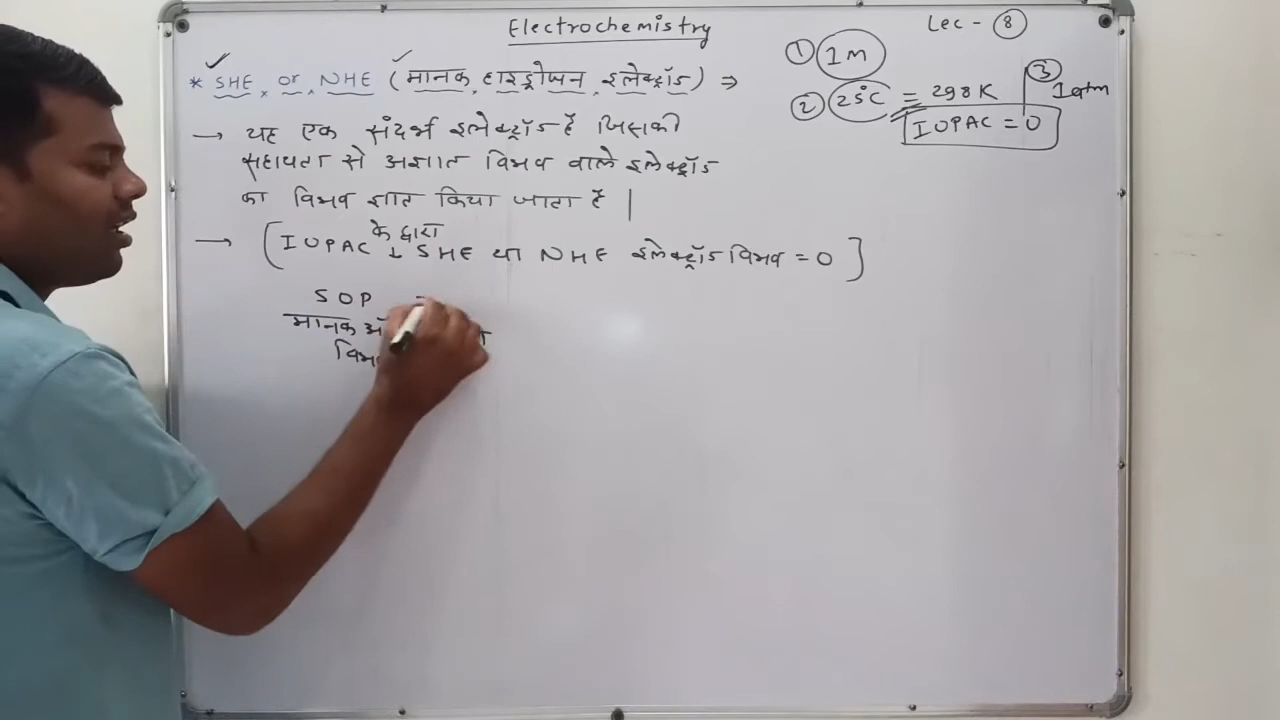 Electrochemistry
Lec - 8
* SHE or NHE (मानक हाइड्रोजन इलेक्ट्रॉड) ⇒
① 1M
② 25°C = 298K
③ 1atm
IUPAC = 0
→ यह एक संदर्भ इलेक्ट्रॉड है जिसकी
सहायता से अज्ञात विभव वाले इलेक्ट्रॉड
का विभव ज्ञात किया जाता है |
के द्वारा
→ [IUPAC ↓ SHE या NHE इलेक्ट्रॉड विभव = 0]
SOP
मानक